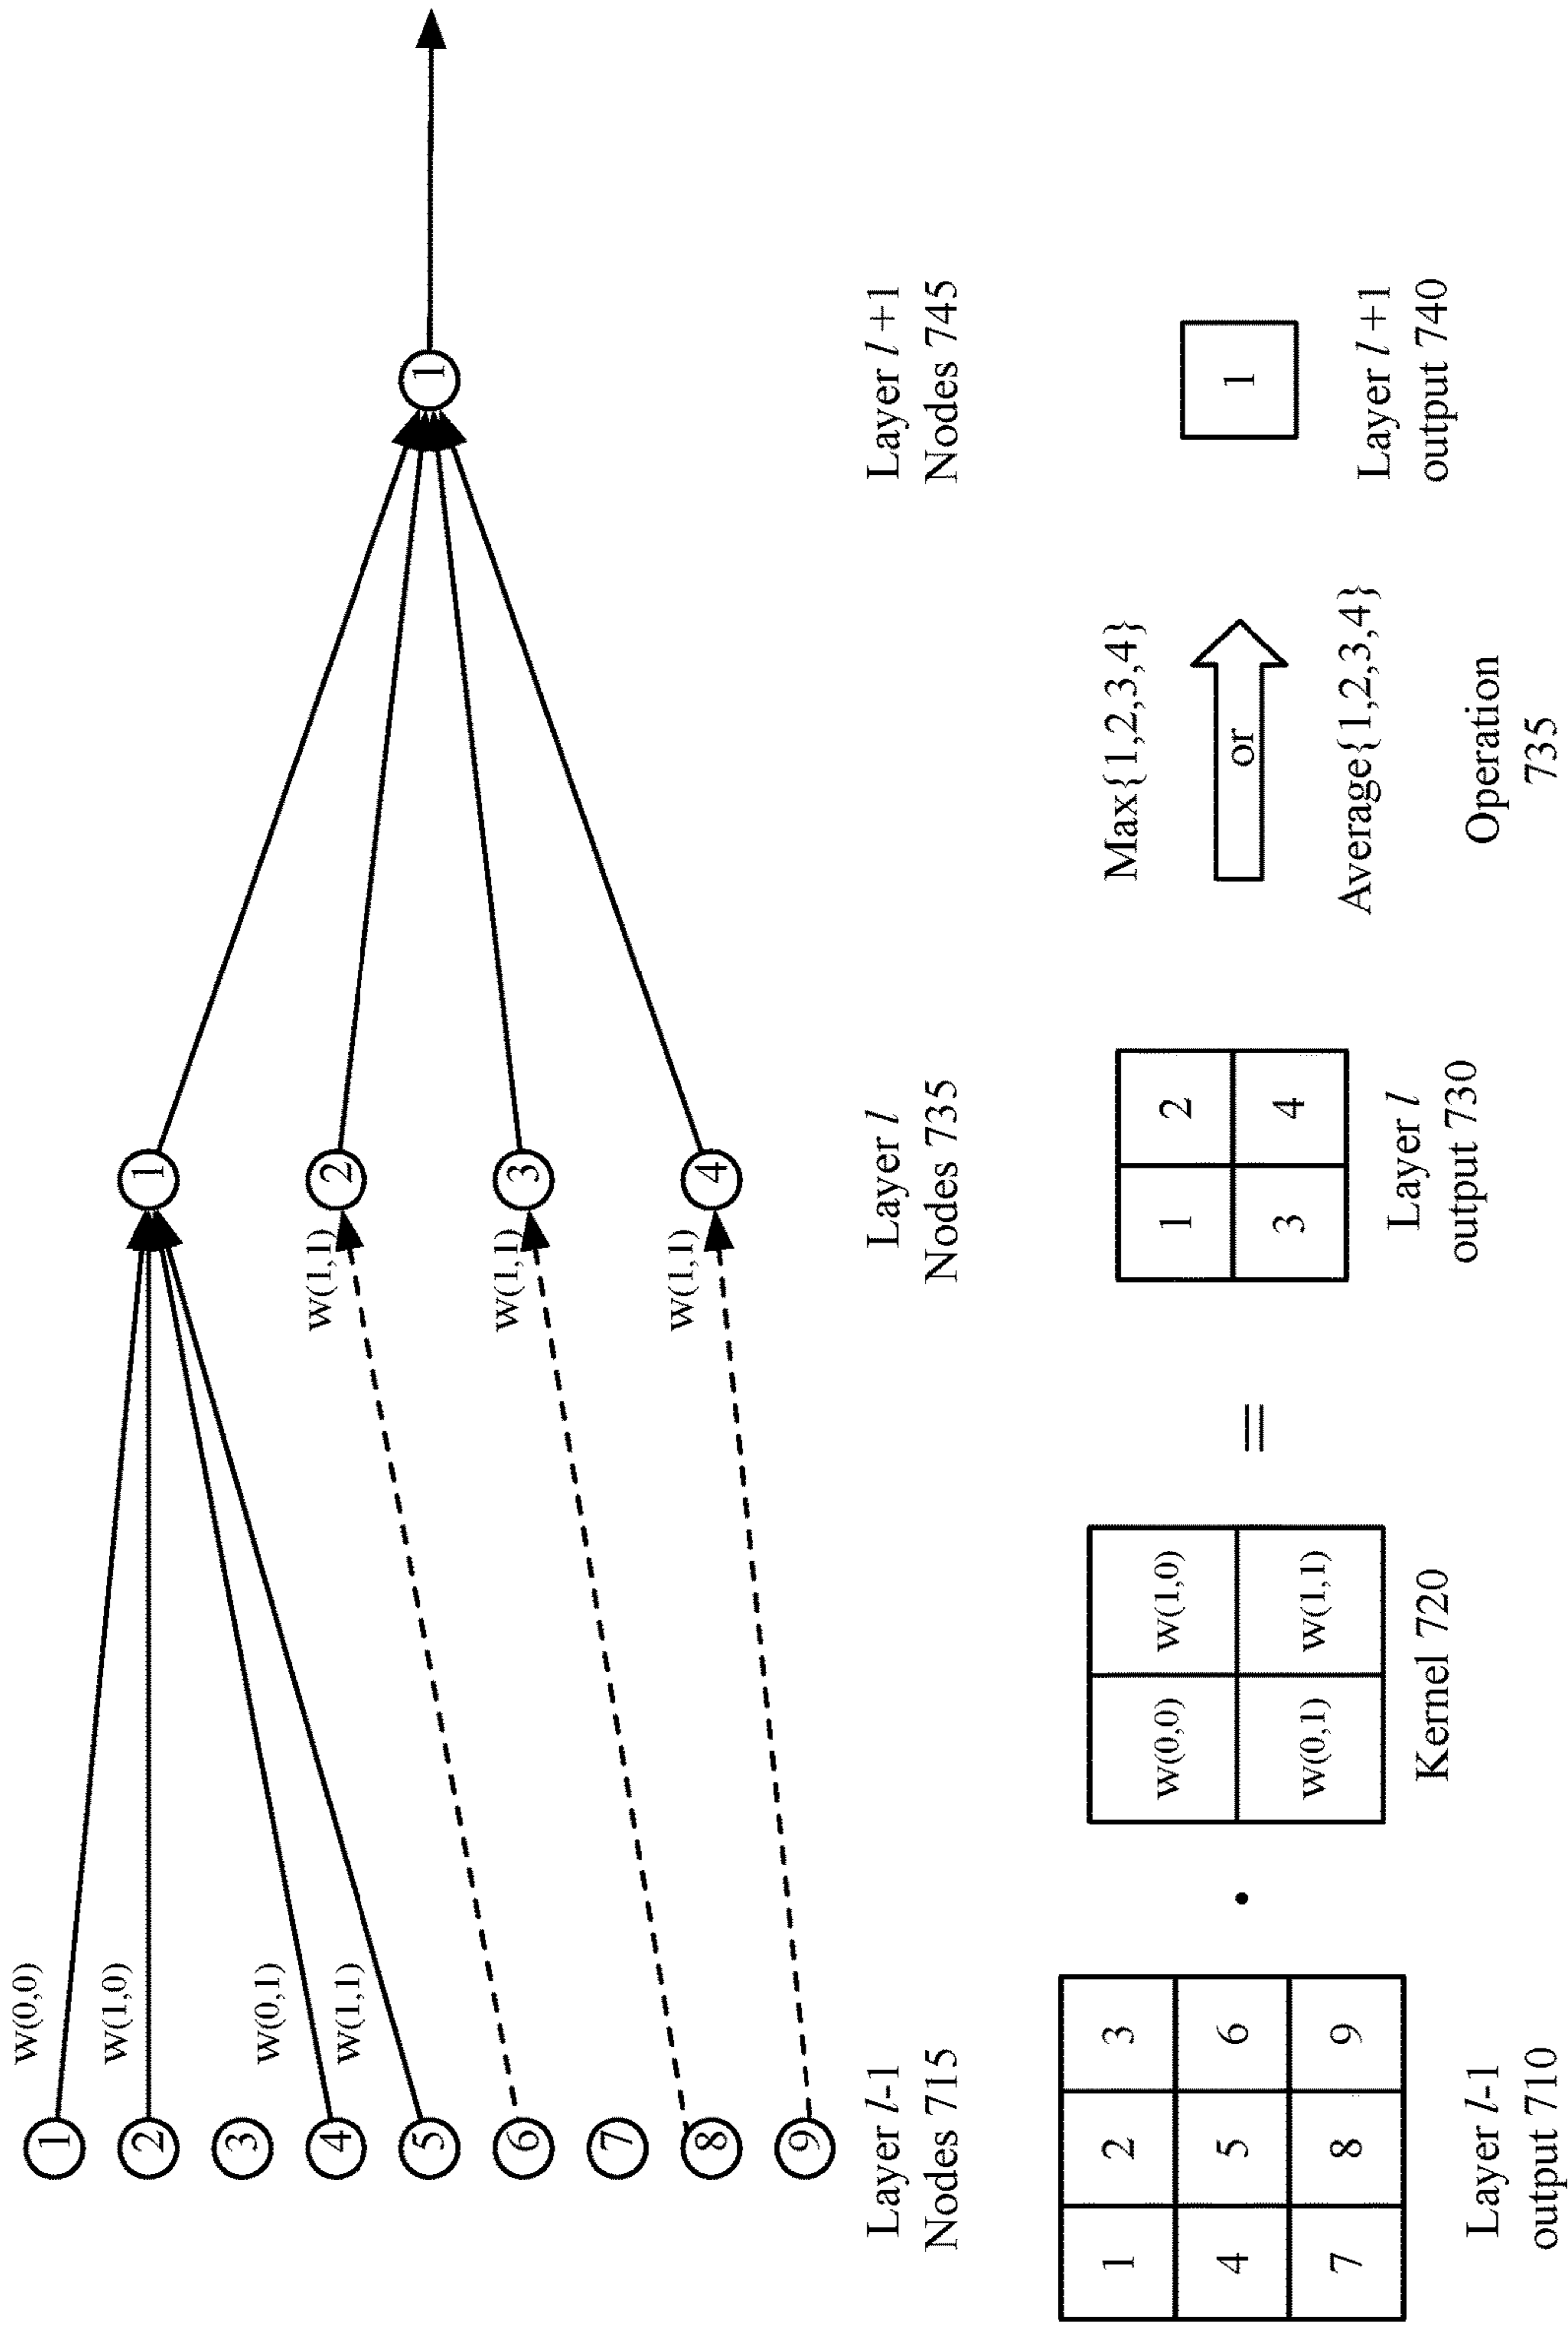 w(0,0)
w(1,0)
w(0,1)
w(1,1)
1
2
3
4
5
6
7
8
9
w(1,1)
w(1,1)
w(1,1)
1
2
3
4
1
Layer l-1
Nodes 715
Layer l
Nodes 735
Layer l +1
Nodes 745
1 2 3
4 5 6
7 8 9
Layer l-1
output 710
·
w(0,0) w(1,0)
w(0,1) w(1,1)
Kernel 720
=
1 2
3 4
Layer l
output 730
Max{1,2,3,4}
or
Average{1,2,3,4}
Operation
735
1
Layer l +1
output 740